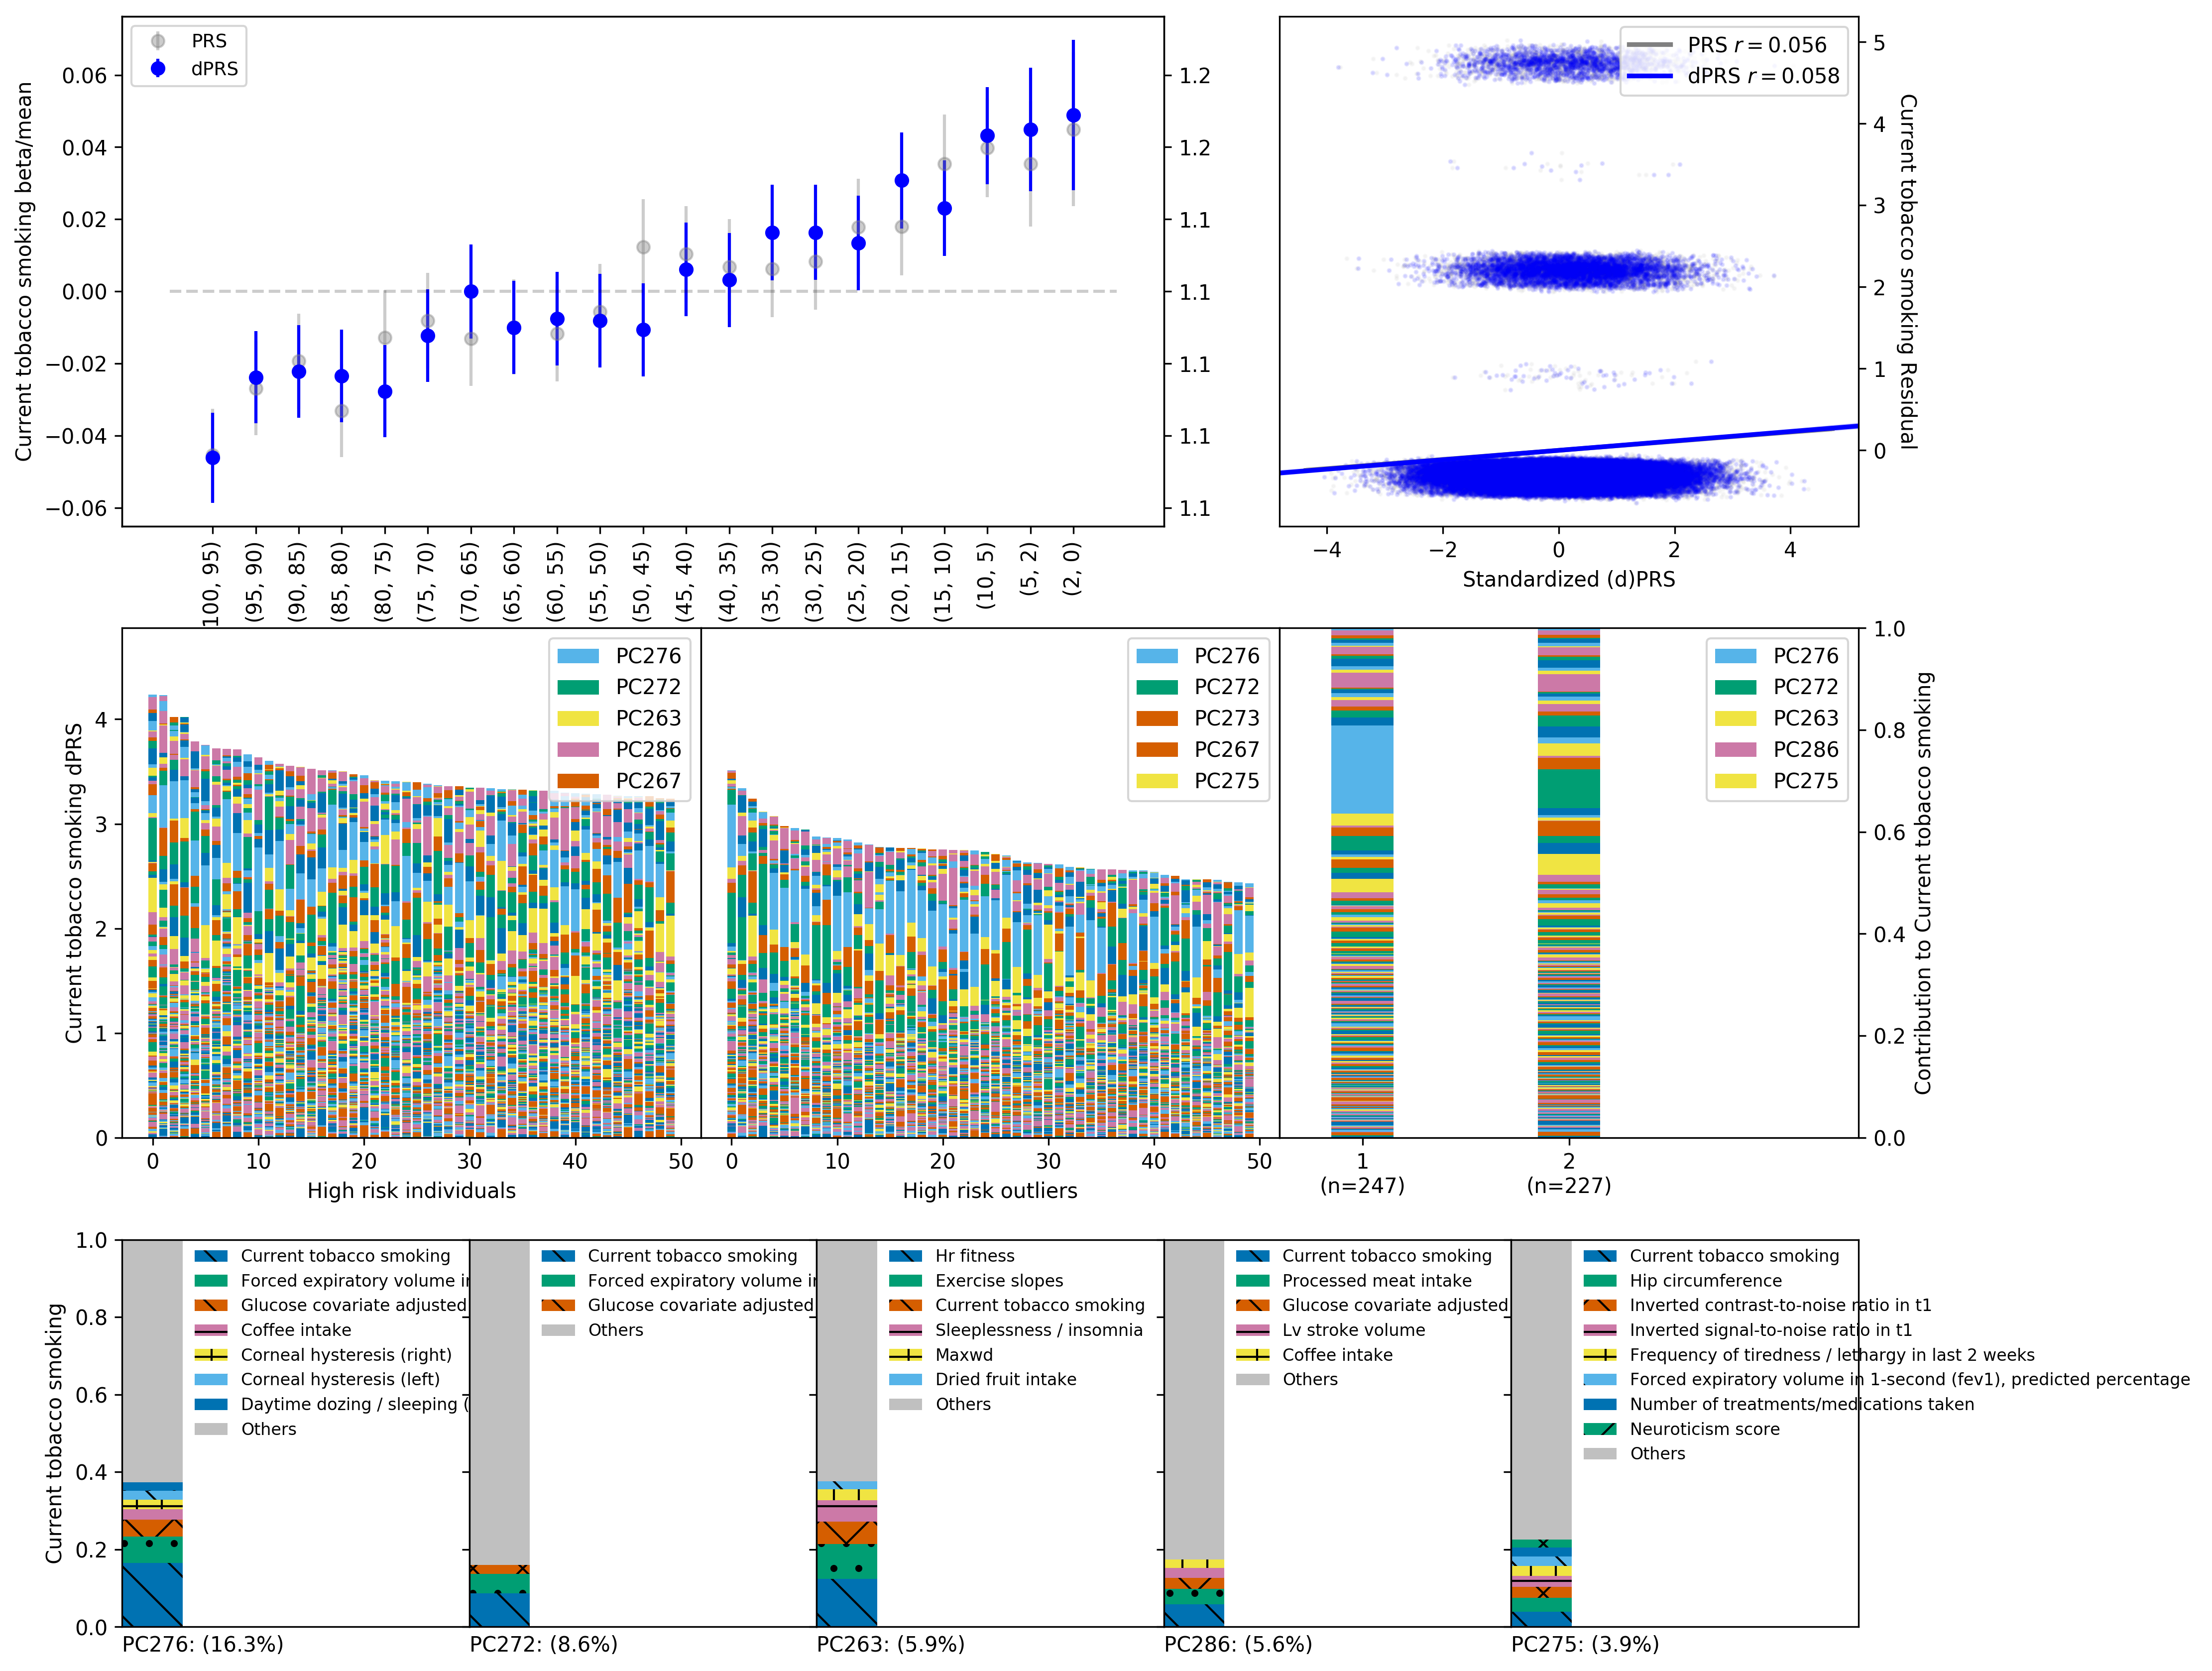 Current tobacco smoking beta/mean
0.06
0.04
0.02
0.00
−0.02
−0.04
−0.06
PRS
dPRS
1.2
1.2
1.1
1.1
1.1
1.1
1.1
100, 95)
(95, 90)
(90, 85)
(85, 80)
(80, 75)
(75, 70)
(70, 65)
(65, 60)
(60, 55)
(55, 50)
(50, 45)
(45, 40)
(40, 35)
(35, 30)
(30, 25)
(25, 20)
(20, 15)
(15, 10)
(10, 5)
(5, 2)
(2, 0)
PRS r = 0.056
dPRS r = 0.058
5
4
3
2
1
0
Current tobacco smoking Residual
−4
−2
0
2
4
Standardized (d)PRS
Current tobacco smoking dPRS
4
3
2
1
0
PC276
PC272
PC263
PC286
PC267
0
10
20
30
40
50
High risk individuals
PC276
PC272
PC273
PC267
PC275
0
10
20
30
40
50
High risk outliers
PC276
PC272
PC263
PC286
PC275
1
(n=247)
2
(n=227)
1.0
0.8
0.6
0.4
0.2
0.0
Contribution to Current tobacco smoking
Current tobacco smoking
1.0
0.8
0.6
0.4
0.2
0.0
Current tobacco smoking
Forced expiratory volume in
Glucose covariate adjusted
Coffee intake
Corneal hysteresis (right)
Corneal hysteresis (left)
Daytime dozing / sleeping (
Others
PC276: (16.3%)
Current tobacco smoking
Forced expiratory volume in
Glucose covariate adjusted
Others
PC272: (8.6%)
Hr fitness
Exercise slopes
Current tobacco smoking
Sleeplessness / insomnia
Maxwd
Dried fruit intake
Others
PC263: (5.9%)
Current tobacco smoking
Processed meat intake
Glucose covariate adjusted
Lv stroke volume
Coffee intake
Others
PC286: (5.6%)
Current tobacco smoking
Hip circumference
Inverted contrast-to-noise ratio in t1
Inverted signal-to-noise ratio in t1
Frequency of tiredness / lethargy in last 2 weeks
Forced expiratory volume in 1-second (fev1), predicted percentage
Number of treatments/medications taken
Neuroticism score
Others
PC275: (3.9%)